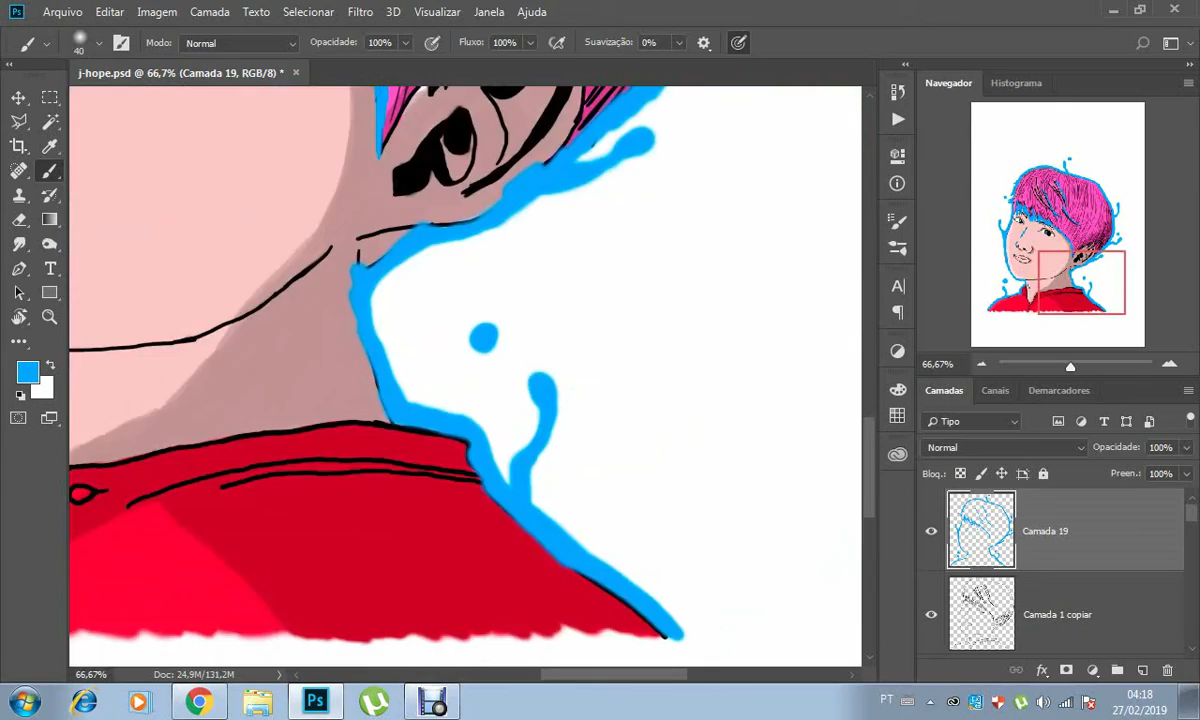 Ps Arquivo Editar Imagem Camada Texto Selecionar Filtro 3D Visualizar Janela Ajuda
40 Modo: Normal Opacidade: 100% Fluxo: 100% Suavização: 0%
j-hope.psd @ 66,7% (Camada 19, RGB/8) * ×
Navegador Histograma
66,67%
Camadas Canais Demarcadores
Tipo
Normal Opacidade: 100%
Bloq.: Preen.: 100%
Camada 19
Camada 1 copiar
66,67% Doc: 24,9M/131,2M
Ps PT 04:18
27/02/2019